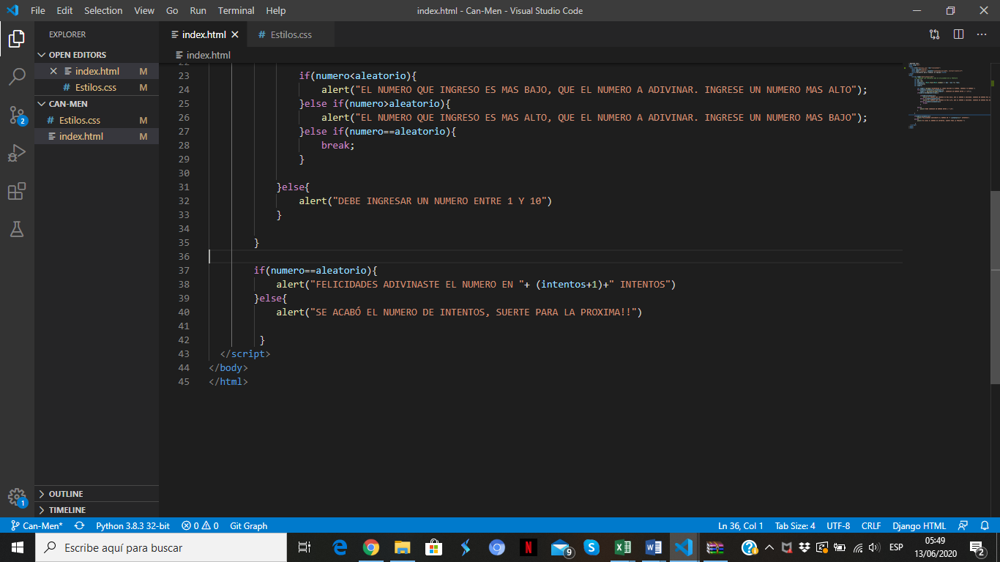 File Edit Selection View Go Run Terminal Help
index.html - Can-Men - Visual Studio Code
EXPLORER
OPEN EDITORS
index.html M
Estilos.css M
CAN-MEN
Estilos.css M
index.html M
OUTLINE
TIMELINE
2
1
index.html
Estilos.css
index.html
22
23 if(numero<aleatorio){
24 alert("EL NUMERO QUE INGRESO ES MAS BAJO, QUE EL NUMERO A ADIVINAR. INGRESE UN NUMERO MAS ALTO");
25 }else if(numero>aleatorio){
26 alert("EL NUMERO QUE INGRESO ES MAS ALTO, QUE EL NUMERO A ADIVINAR. INGRESE UN NUMERO MAS BAJO");
27 }else if(numero==aleatorio){
28 break;
29 }
30
31 }else{
32 alert("DEBE INGRESAR UN NUMERO ENTRE 1 Y 10")
33 }
34
35 }
36
37 if(numero==aleatorio){
38 alert("FELICIDADES ADIVINASTE EL NUMERO EN "+ (intentos+1)+" INTENTOS")
39 }else{
40 alert("SE ACABÓ EL NUMERO DE INTENTOS, SUERTE PARA LA PROXIMA!!")
41
42 }
43 </script>
44 </body>
45 </html>
Can-Men* Python 3.8.3 32-bit 0 0 Git Graph
Ln 36, Col 1 Tab Size: 4 UTF-8 CRLF Django HTML
Escribe aquí para buscar
9
ESP
05:49
13/06/2020
2